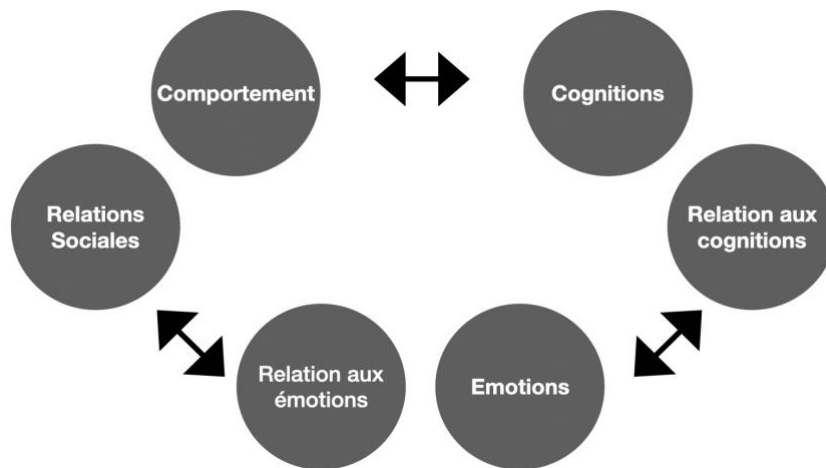 Comportement
Cognitions
Relations
Sociales
Relation aux
cognitions
Relation aux
émotions
Emotions